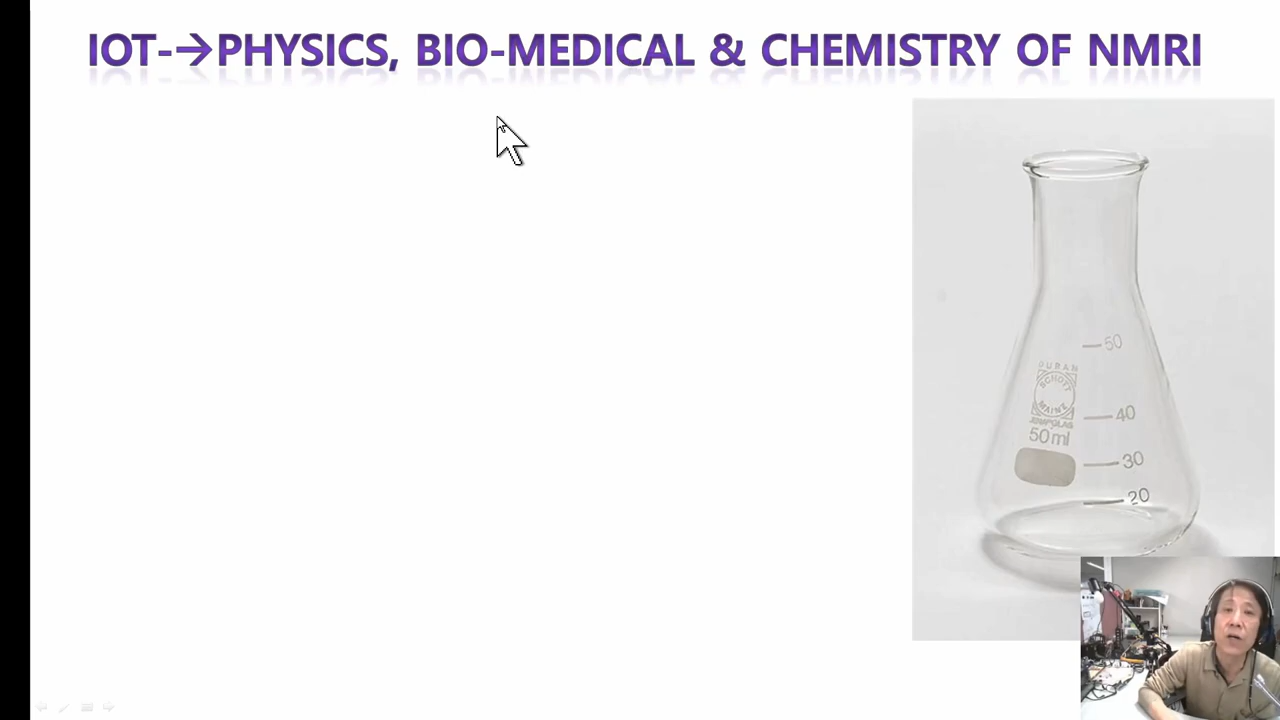 IOT-→PHYSICS, BIO-MEDICAL & CHEMISTRY OF NMRI
50
DURAN
SCHOTT
MAINZ
40
50 ml
30
20